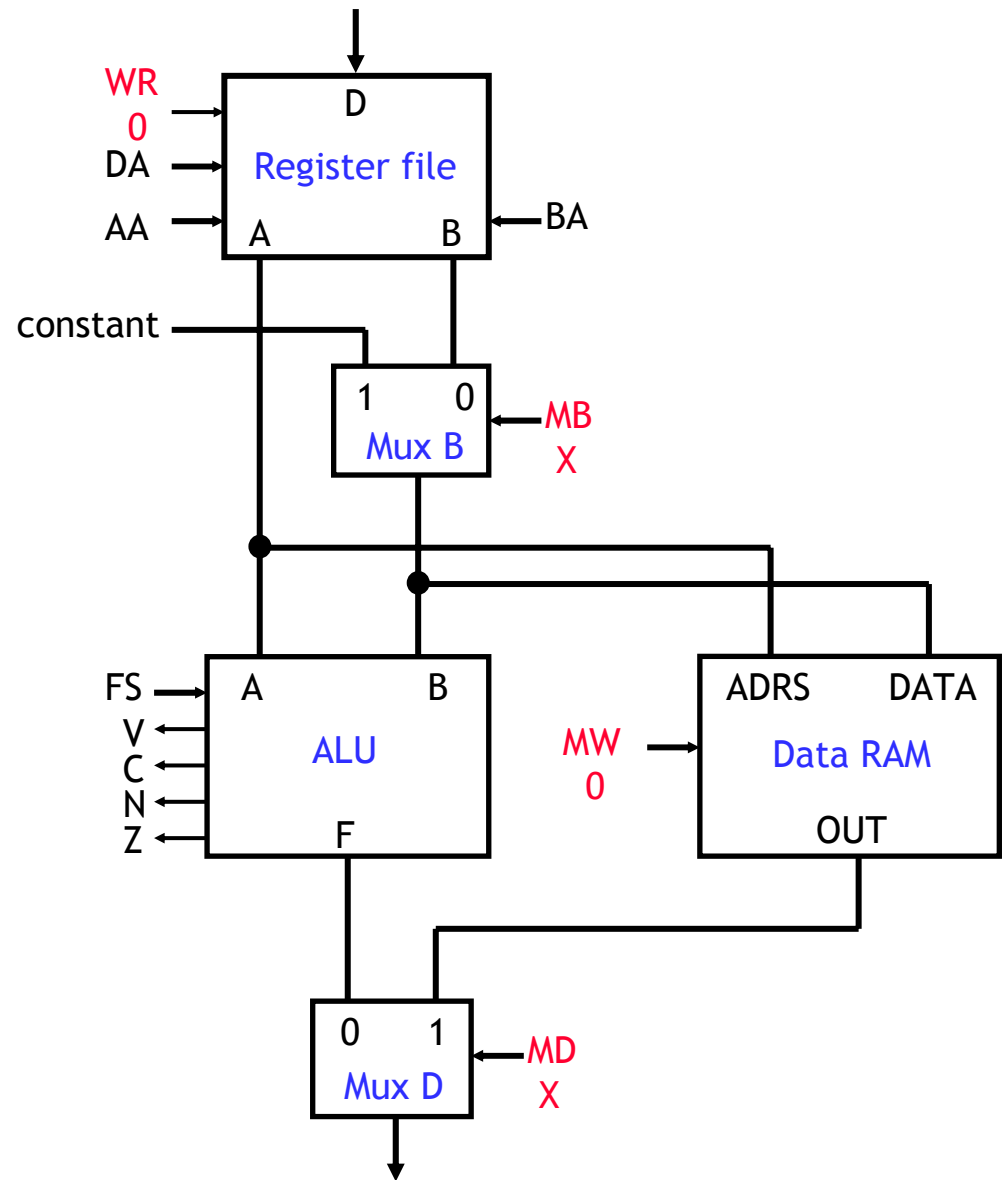 WR
0
D
DA
Register file
AA
A
B
BA
constant
1 0
MB
Mux B
X
FS
A
B
ADRS DATA
V
ALU
MW
Data RAM
C
0
N
Z
F
OUT
0 1
MD
Mux D
X